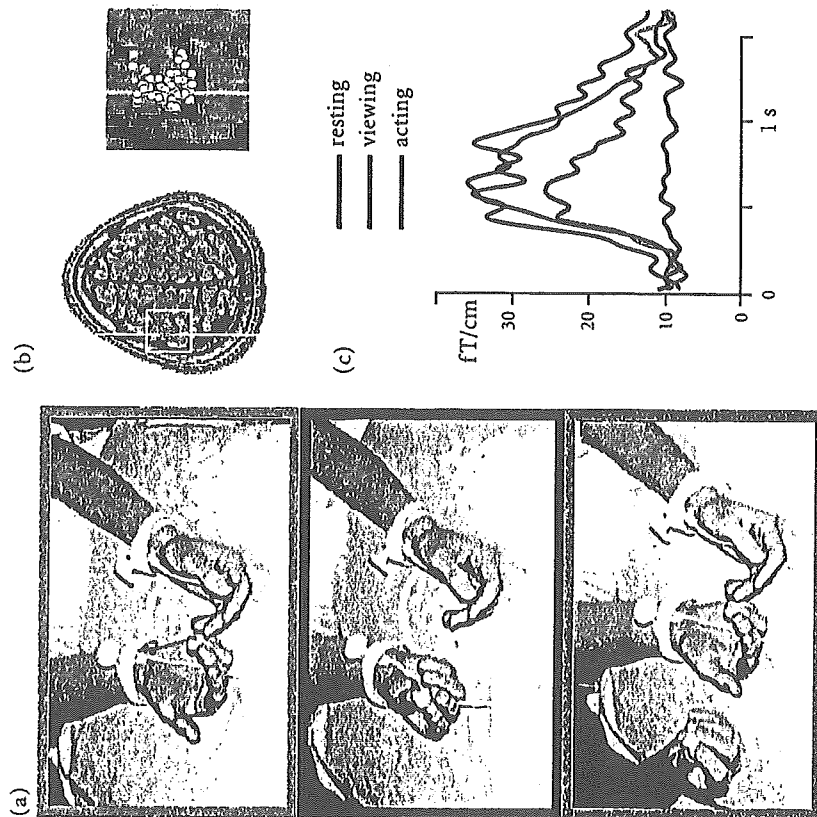 (a)
(b)
(c)
resting
viewing
acting
fT/cm
30
20
10
0
0
1 s